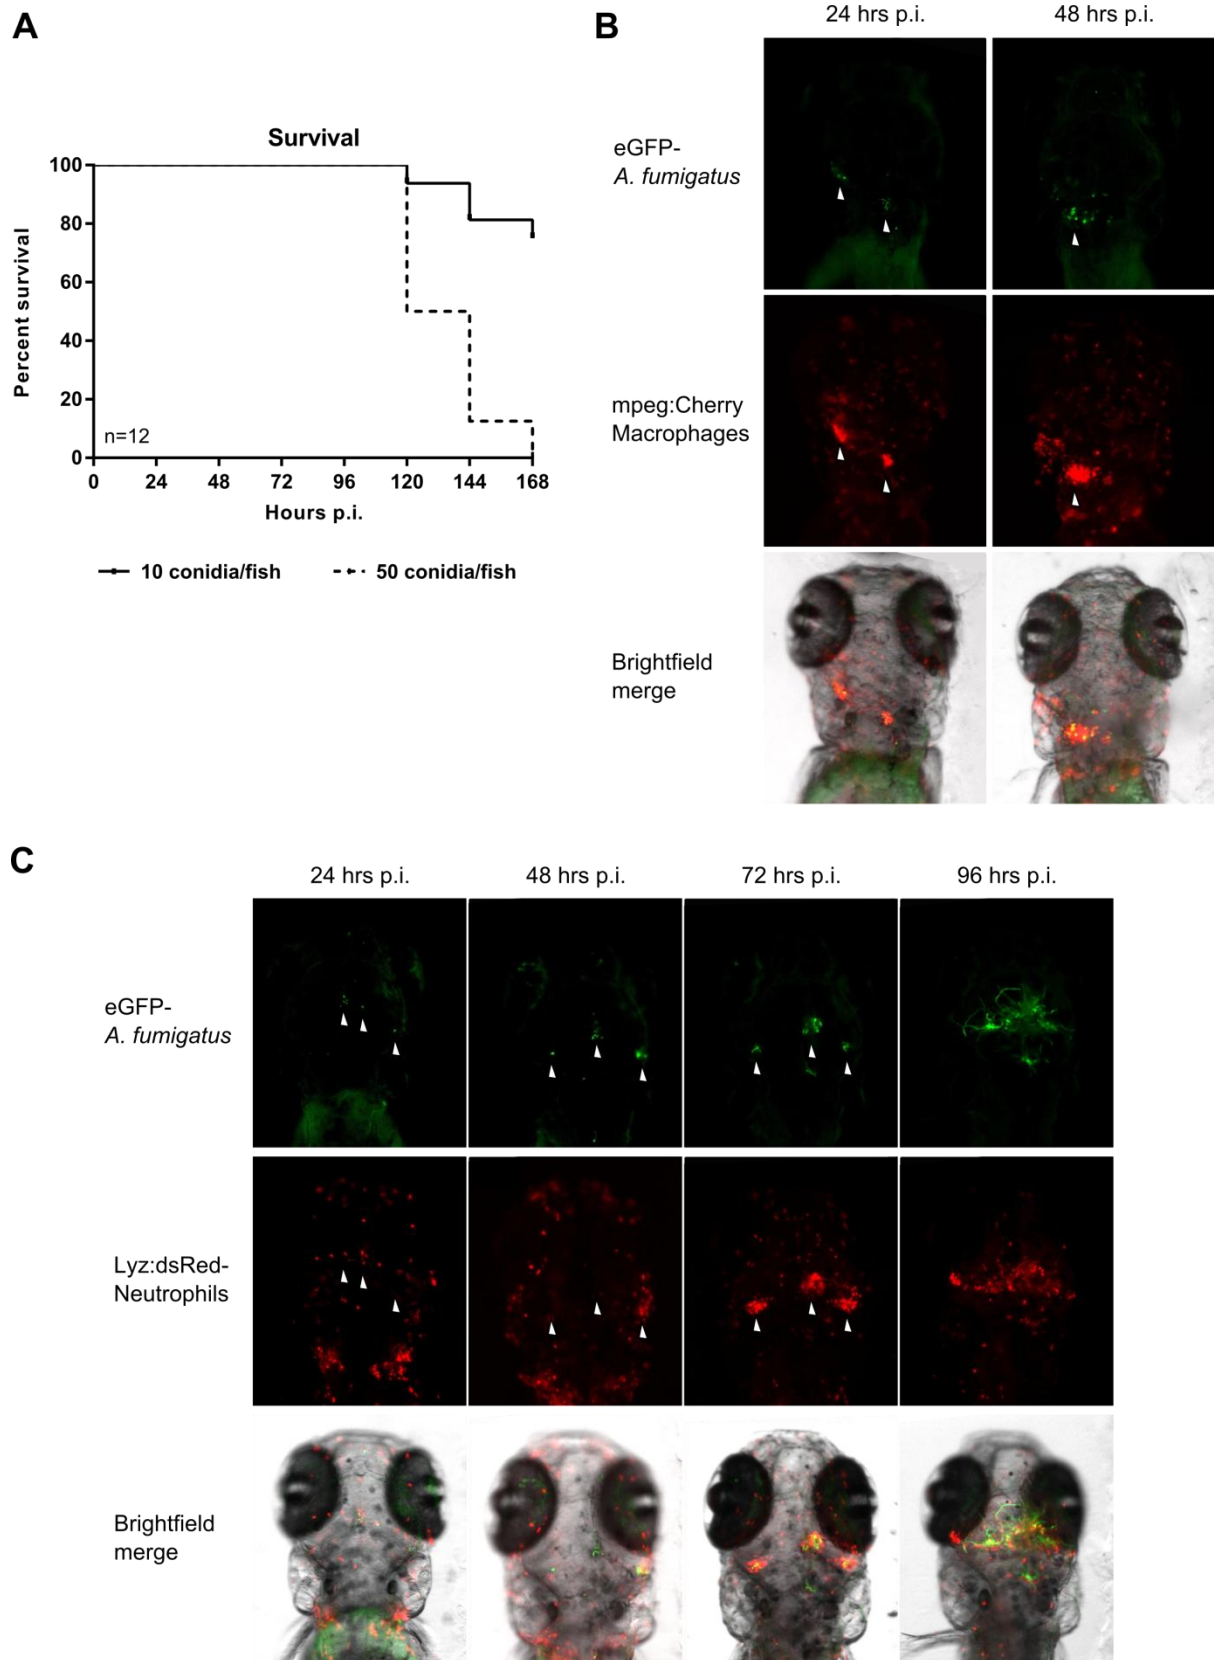 A
Survival
Percent survival
100
80
60
40
20
0
n=12
0 24 48 72 96 120 144 168
Hours p.i.
10 conidia/fish 50 conidia/fish
B
24 hrs p.i. 48 hrs p.i.
eGFP-
A. fumigatus
mpeg:Cherry
Macrophages
Brightfield
merge
C
24 hrs p.i. 48 hrs p.i. 72 hrs p.i. 96 hrs p.i.
eGFP-
A. fumigatus
Lyz:dsRed-
Neutrophils
Brightfield
merge